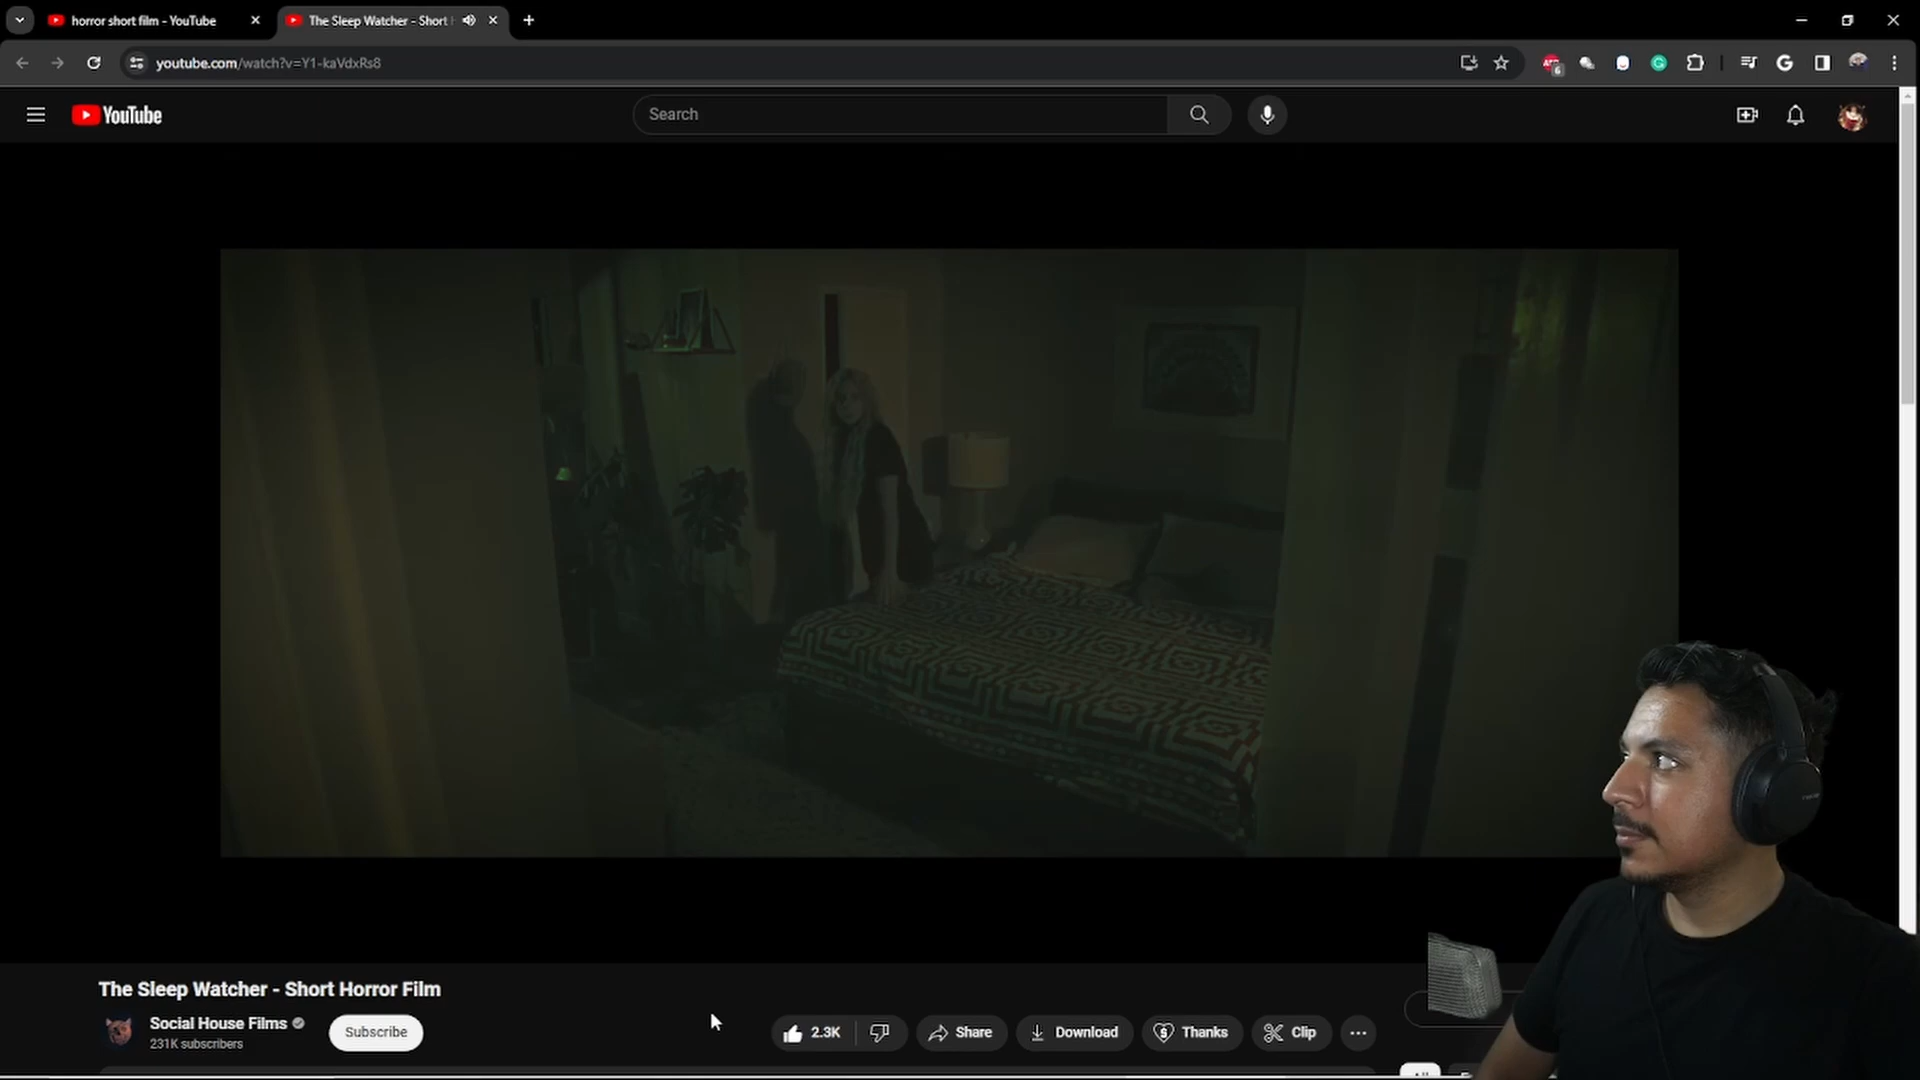 horror short film - YouTube
The Sleep Watcher - Short
youtube.com/watch?v=Y1-kaVdxRs8
6
YouTube
Search
The Sleep Watcher - Short Horror Film
Social House Films
231K subscribers
Subscribe
2.3K
Share
Download
Thanks
Clip